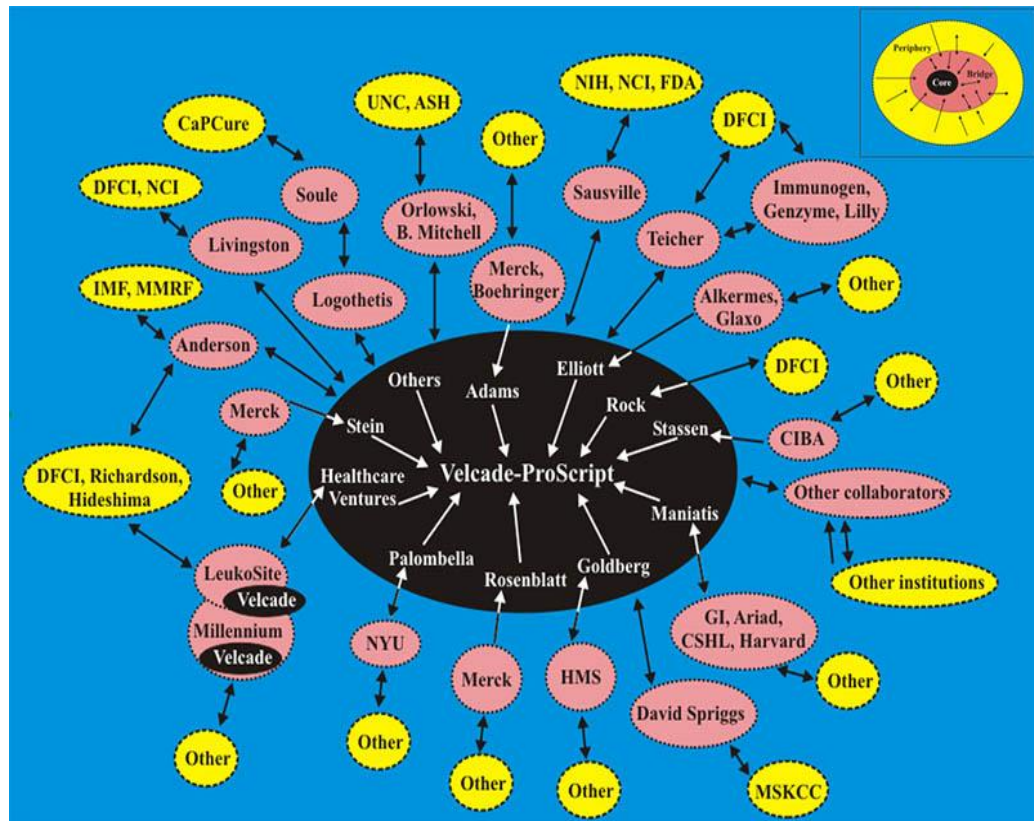 Periphery
Bridge
Core
CaPCure
UNC, ASH
NIH, NCI, FDA
Other
DFCI
DFCI, NCI
Soule
Orlowski,
B. Mitchell
Sausville
Immunogen,
Genzyme, Lilly
Livingston
Teicher
IMF, MMRF
Logothetis
Merck,
Boehringer
Alkermes,
Glaxo
Other
Anderson
Others
Adams
Elliott
Rock
DFCI
Merck
Stein
Stassen
CIBA
Other
DFCI, Richardson,
Hideshima
Other
Healthcare
Ventures
Velcade-ProScript
Maniatis
Other collaborators
Palombella
Rosenblatt
Goldberg
Other institutions
LeukoSite
Velcade
Millennium
Velcade
NYU
Merck
HMS
GI, Ariad,
CSHL, Harvard
Other
David Spriggs
Other
Other
Other
Other
MSKCC